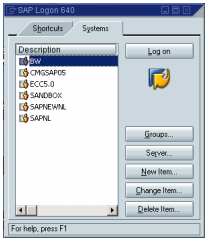 SAP Logon 640
Shortcuts Systems
Description
BW
CMGSAP05
ECC5.0
SANDBOX
SAPNEWNL
SAPNL
Log on
Groups...
Server...
New Item...
Change Item...
Delete Item...
For help, press F1